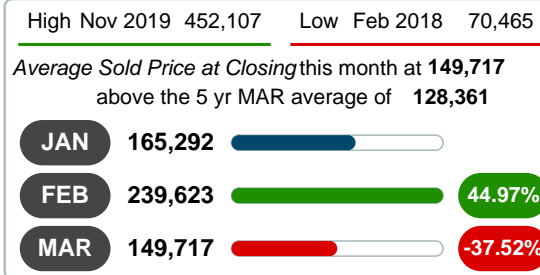 High Nov 2019 452,107 Low Feb 2018 70,465
Average Sold Price at Closing this month at 149,717
above the 5 yr MAR average of 128,361
JAN 165,292
FEB 239,623 44.97%
MAR 149,717 -37.52%